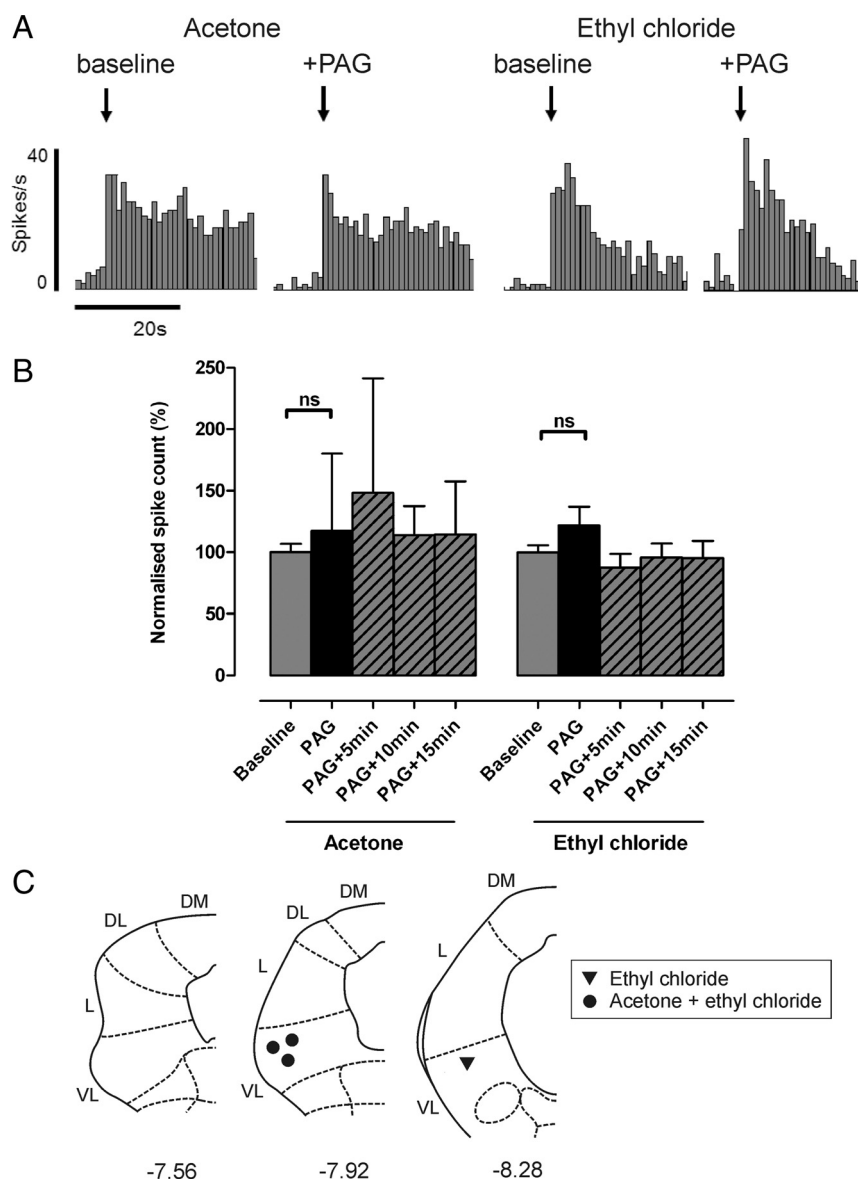 A
Acetone
Ethyl chloride
baseline
+PAG
baseline
+PAG
40
Spikes/s
0
20s
B
Normalised spike count (%)
250
200
150
100
50
0
ns
ns
Baseline
PAG
PAG+5min
PAG+10min
PAG+15min
Baseline
PAG
PAG+5min
PAG+10min
PAG+15min
Acetone
Ethyl chloride
C
DM
DL
L
VL
-7.56
DM
DL
L
VL
-7.92
DM
L
VL
-8.28
Ethyl chloride
Acetone + ethyl chloride